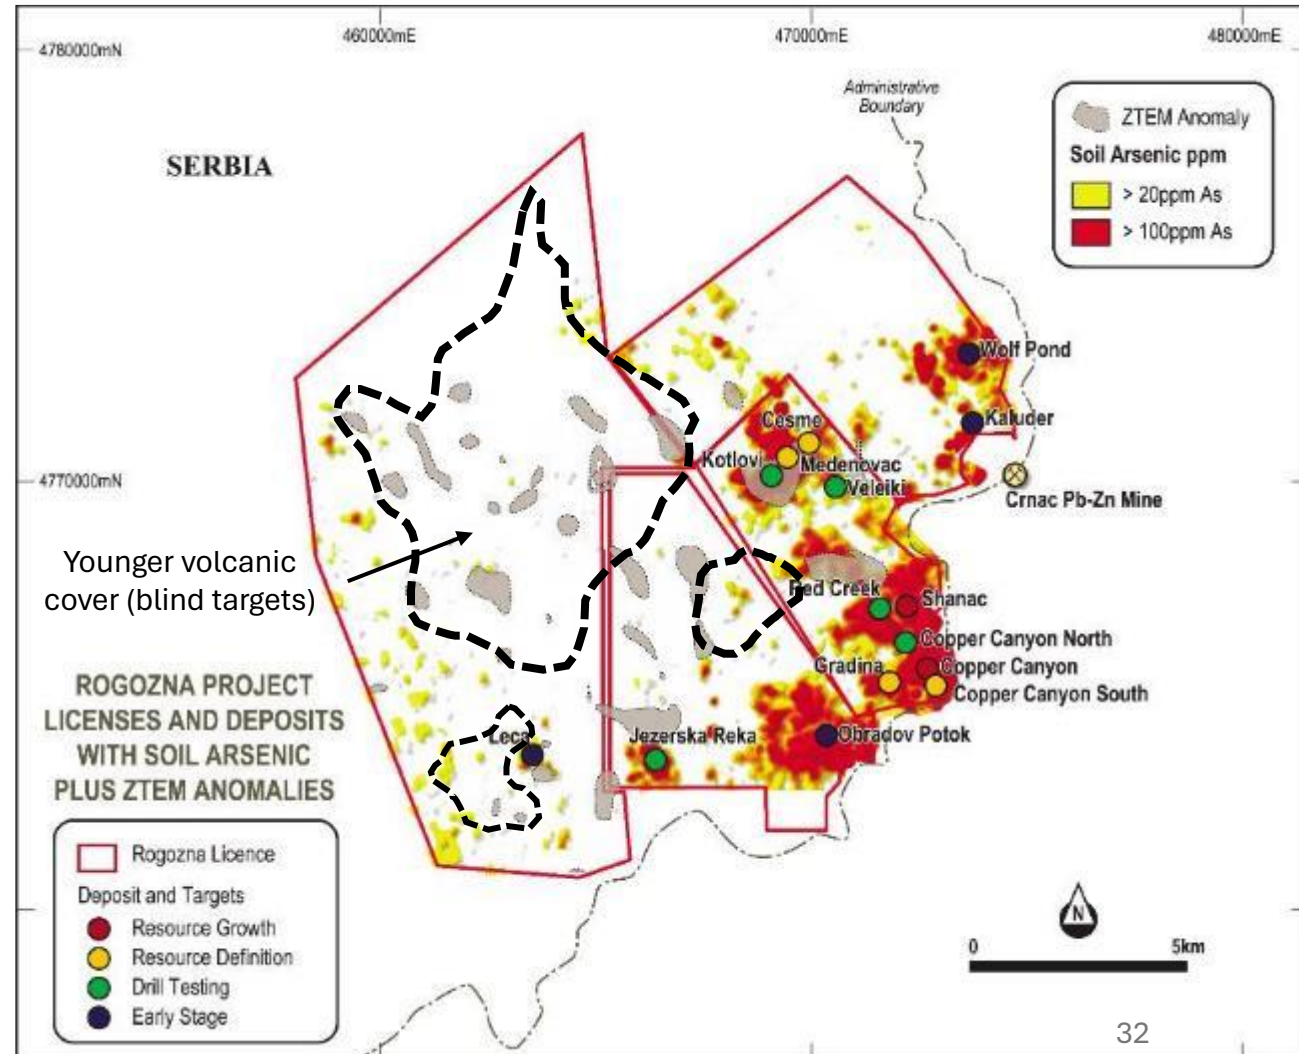 460000mE
470000mE
480000mE
4780000mN
Administrative
Boundary
ZTEM Anomaly
Soil Arsenic ppm
> 20ppm As
> 100ppm As
SERBIA
Wolf Pond
Cesme
Kaluder
Kotlovi
Medenovac
4770000mN
Veleiki
Crnac Pb-Zn Mine
Younger volcanic
cover (blind targets)
Red Creek
Shanac
Copper Canyon North
Gradina
Copper Canyon
Copper Canyon South
ROGOZNA PROJECT
LICENSES AND DEPOSITS
WITH SOIL ARSENIC
PLUS ZTEM ANOMALIES
Leca
Jezerska Reka
Obradov Potok
Rogozna Licence
Deposit and Targets
Resource Growth
Resource Definition
Drill Testing
Early Stage
N
0
5km
32